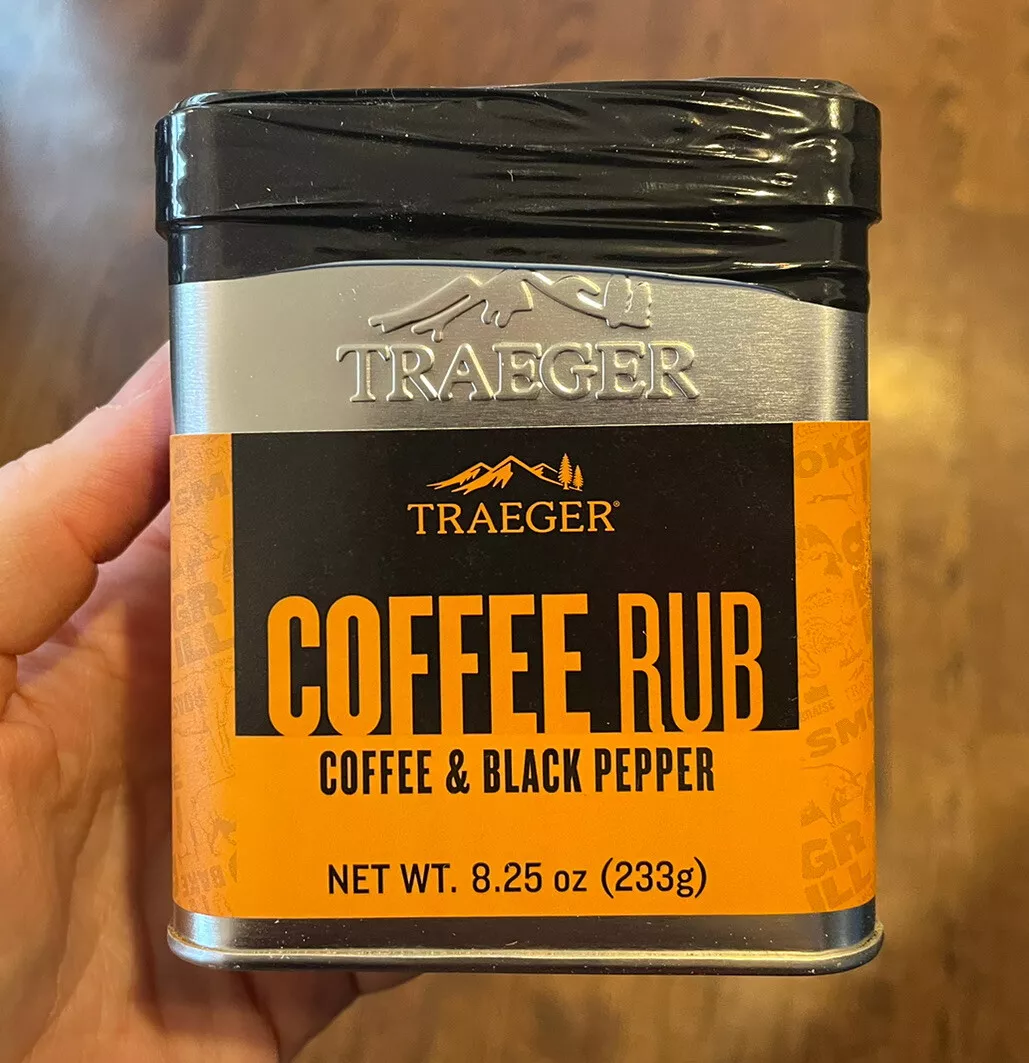 TRAEGER
TRAEGER®
COFFEE RUB
COFFEE & BLACK PEPPER
NET WT. 8.25 oz (233g)